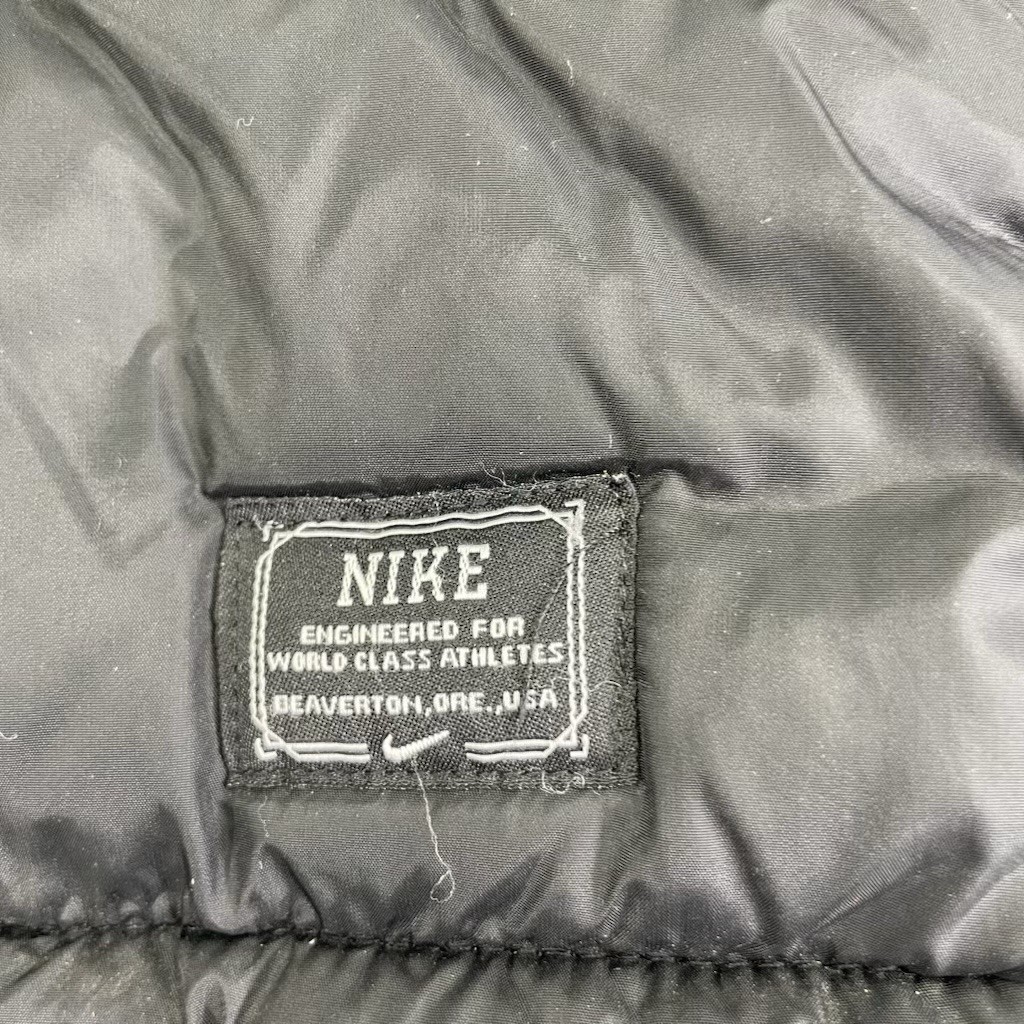 NIKE
ENGINEERED FOR
WORLD CLASS ATHLETES
BEAVERTON,ORE.,USA